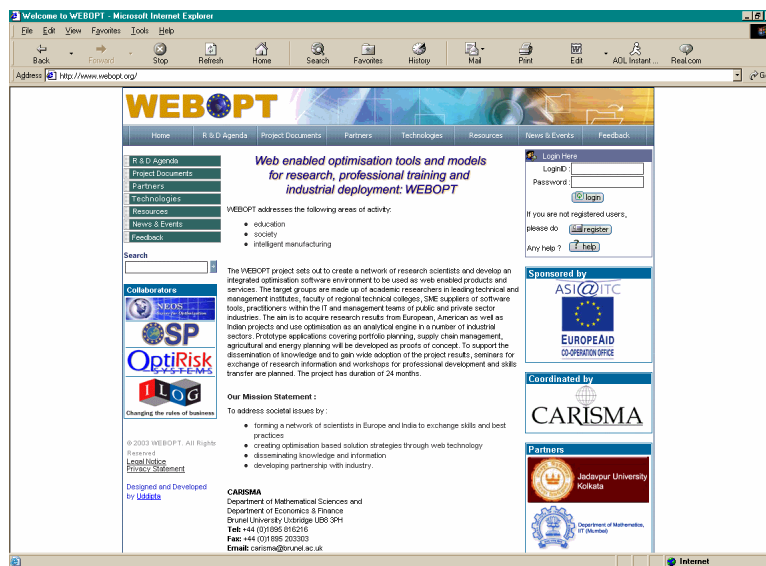 Welcome to WEBOPT - Microsoft Internet Explorer
File Edit View Favorites Tools Help
Back Forward Stop Refresh Home Search Favorites History Mail Print Edit AOL Instant ... Real.com
Address http://www.webopt.org/
WEBOPT
Home R & D Agenda Project Documents Partners Technologies Resources News & Events Feedback
R & D Agenda
Project Documents
Partners
Technologies
Resources
News & Events
Feedback
Search
Collaborators
NEOS
OSP
OptiRisk
SYSTEMS
ILOG
Changing the rules of business
© 2003 WEBOPT. All Rights
Reserved
Legal Notice
Privacy Statement
Designed and Developed
by Uddipta
Web enabled optimisation tools and models
for research, professional training and
industrial deployment: WEBOPT
WEBOPT addresses the following areas of activity:
education
society
intelligent manufacturing
The WEBOPT project sets out to create a network of research scientists and develop an
integrated optimisation software environment to be used as web enabled products and
services. The target groups are made up of academic researchers in leading technical and
management institutes, faculty of regional technical colleges, SME suppliers of software
tools, practitioners within the IT and management teams of public and private sector
industries. The aim is to acquire research results from European, American as well as
Indian projects and use optimisation as an analytical engine in a number of industrial
sectors. Prototype applications covering portfolio planning, supply chain management,
agricultural and energy planning will be developed as proofs of concept. To support the
dissemination of knowledge and to gain wide adoption of the project results, seminars for
exchange of research information and workshops for professional development and skills
transfer are planned. The project has duration of 24 months.
Our Mission Statement :
To address societal issues by :
forming a network of scientists in Europe and India to exchange skills and best
practices
creating optimisation based solution strategies through web technology
disseminating knowledge and information
developing partnership with industry.
CARISMA
Department of Mathematical Sciences and
Department of Economics & Finance
Brunel University Uxbridge UB8 3PH
Tel: +44 (0)1895 816216
Fax: +44 (0)1895 203303
Email: carisma@brunel.ac.uk
Login Here
LoginID :
Password :
login
If you are not registered users,
please do register
Any help ? ? help
Sponsored by
ASI@ITC
EUROPEAID
CO-OPERATION OFFICE
Coordinated by
CARISMA
Partners
Jadavpur University
Kolkata
Department of Mathematics,
IIT (Mumbai)
Internet